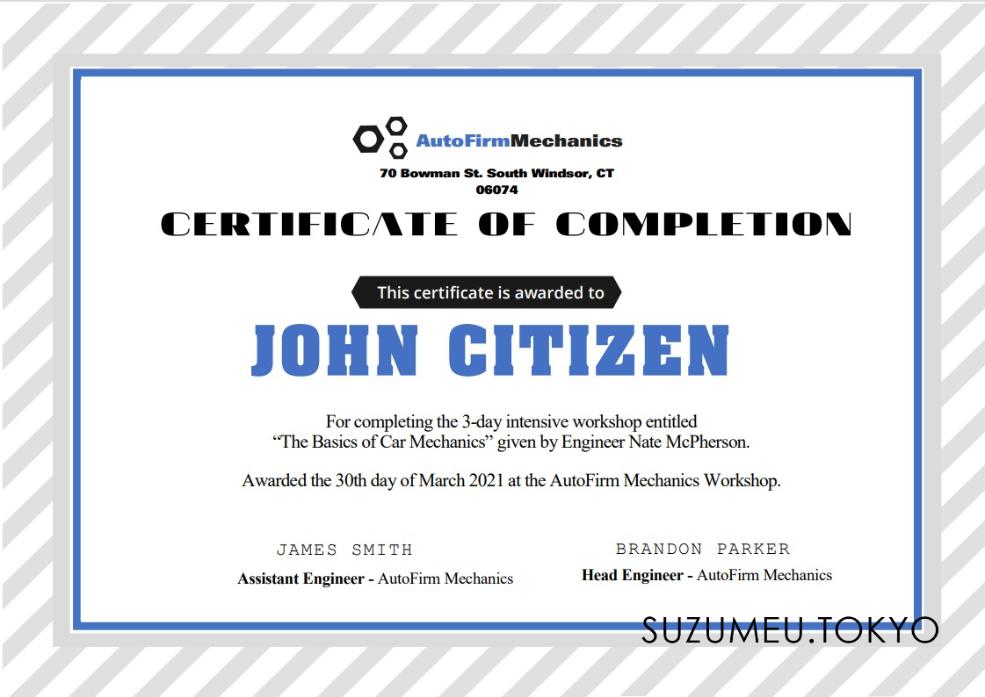 AutoFirmMechanics
70 Bowman St. South Windsor, CT
06074
CERTIFICATE OF COMPLETION
This certificate is awarded to
JOHN CITIZEN
For completing the 3-day intensive workshop entitled
“The Basics of Car Mechanics” given by Engineer Nate McPherson.
Awarded the 30th day of March 2021 at the AutoFirm Mechanics Workshop.
JAMES SMITH
Assistant Engineer - AutoFirm Mechanics
BRANDON PARKER
Head Engineer - AutoFirm Mechanics
SUZUMEU.TOKYO